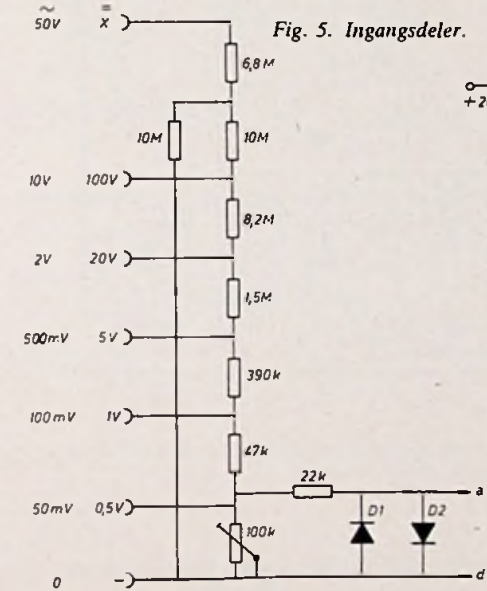 ~ =
50V X
Fig. 5. Ingangsdeler.
6,8M
+2
10M 10M
10V 100V
8,2M
2V 20V
1,5M
500mV 5V
390k
100mV 1V
47k
22k
a
50mV 0,5V
D1 D2
100k
0 −
d